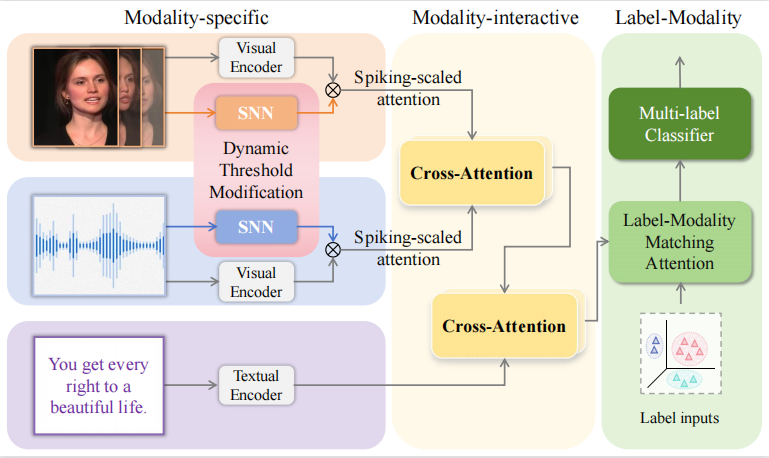 Modality-specific
Modality-interactive
Label-Modality
Visual
Encoder
SNN
Spiking-scaled
attention
Dynamic
Threshold
Modification
SNN
Visual
Encoder
Spiking-scaled
attention
You get every
right to a
beautiful life.
Textual
Encoder
Cross-Attention
Cross-Attention
Multi-label
Classifier
Label-Modality
Matching
Attention
Label inputs